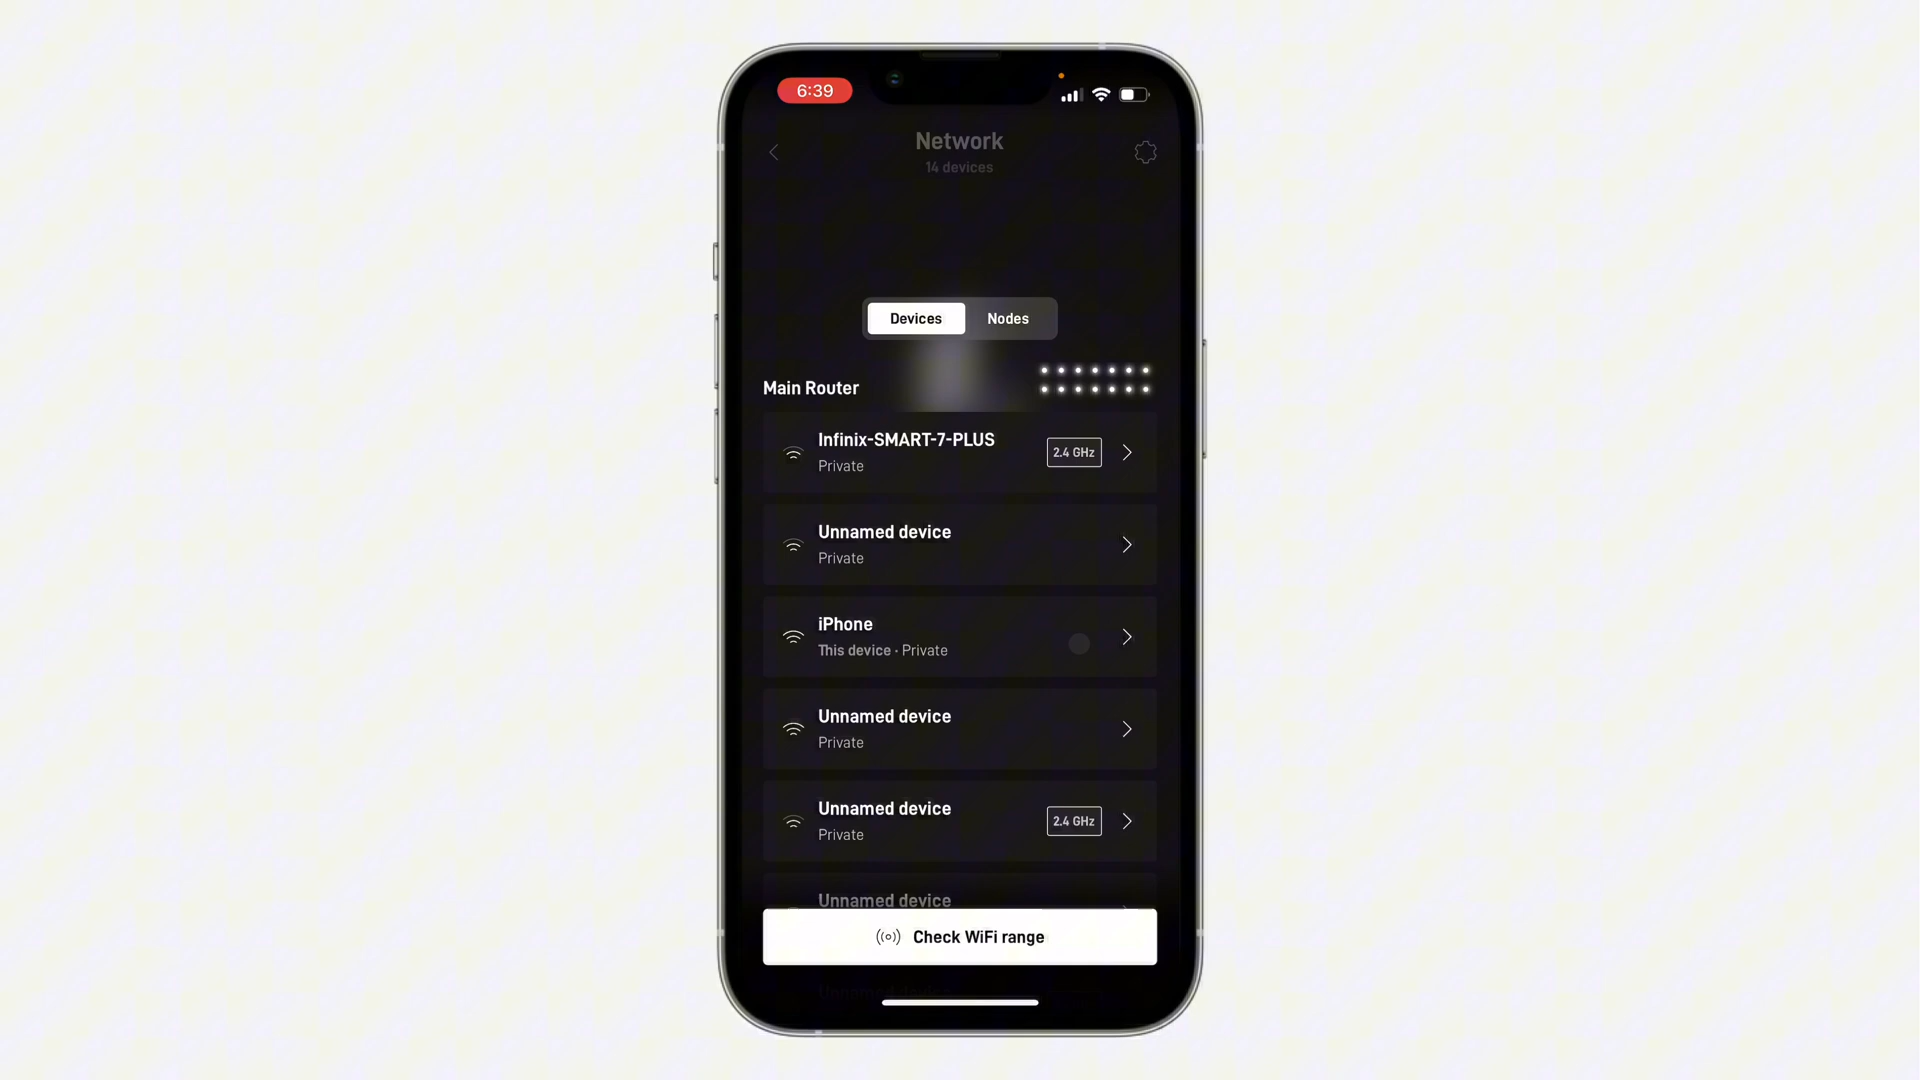 6:39
Network
14 devices
Devices
Nodes
Main Router
Infinix-SMART-7-PLUS
Private
2.4 GHz
Unnamed device
Private
iPhone
This device · Private
Unnamed device
Private
Unnamed device
Private
2.4 GHz
Unnamed device
Check WiFi range
Unnamed device